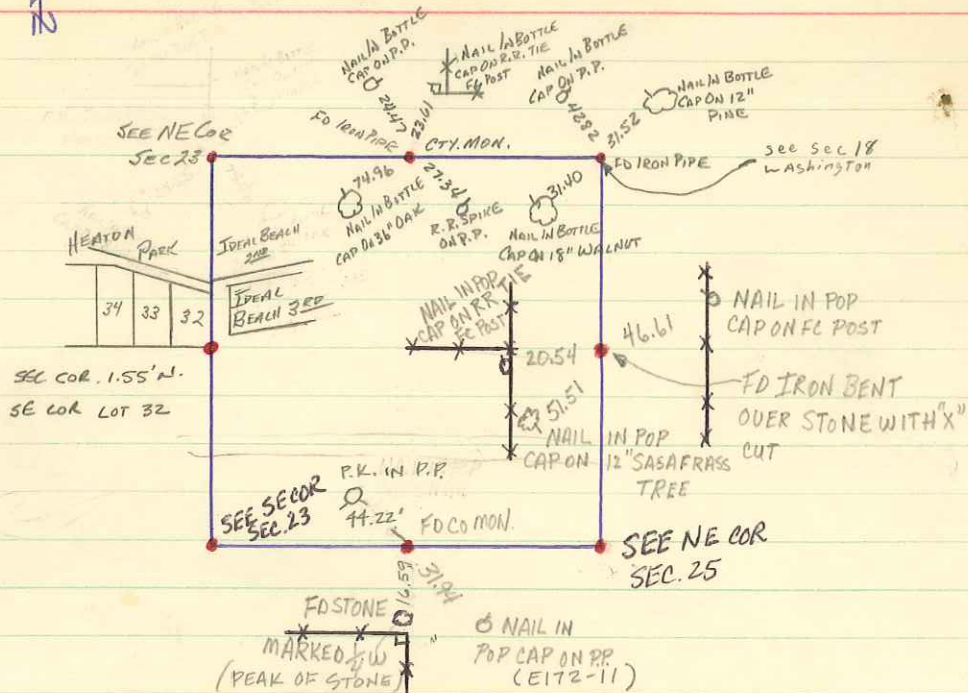 N
NAIL IN BOTTLE
CAP ON P.P.
24.47
NAIL IN BOTTLE
CAP ON R.R. TIE
FC POST
23.61
NAIL IN BOTTLE
CAP ON P.P.
42.82
NAIL IN BOTTLE
CAP ON 12"
PINE
31.52
SEE NE COR
SEC 23
FD IRON PIPE
CTY. MON.
FD IRON PIPE
see sec 18
WAShington
74.96
NAIL IN BOTTLE
CAP ON 36" OAK
27.34
R.R. SPIKE
ON P.P.
31.40
NAIL IN BOTTLE
CAP ON 18" WALNUT
HEATON
PARK
IDEAL BEACH
2ND
IDEAL
BEACH 3RD
34 33 32
SEC COR. 1.55' N.
SE COR LOT 32
NAIL IN POP
CAP ON RR TIE
FC POST
20.54
46.61
NAIL IN POP
CAP ON FC POST
FD IRON BENT
OVER STONE WITH "X"
CUT
51.51
NAIL IN POP
CAP ON 12" SASAFRASS
TREE
P.K. IN P.P.
44.22'
SEE SE COR
SEC. 23
FD CO MON.
SEE NE COR
SEC. 25
16.59
31.94
FD STONE
MARKED
W
(PEAK OF STONE)
NAIL IN
POP CAP ON P.P.
(E172-11)